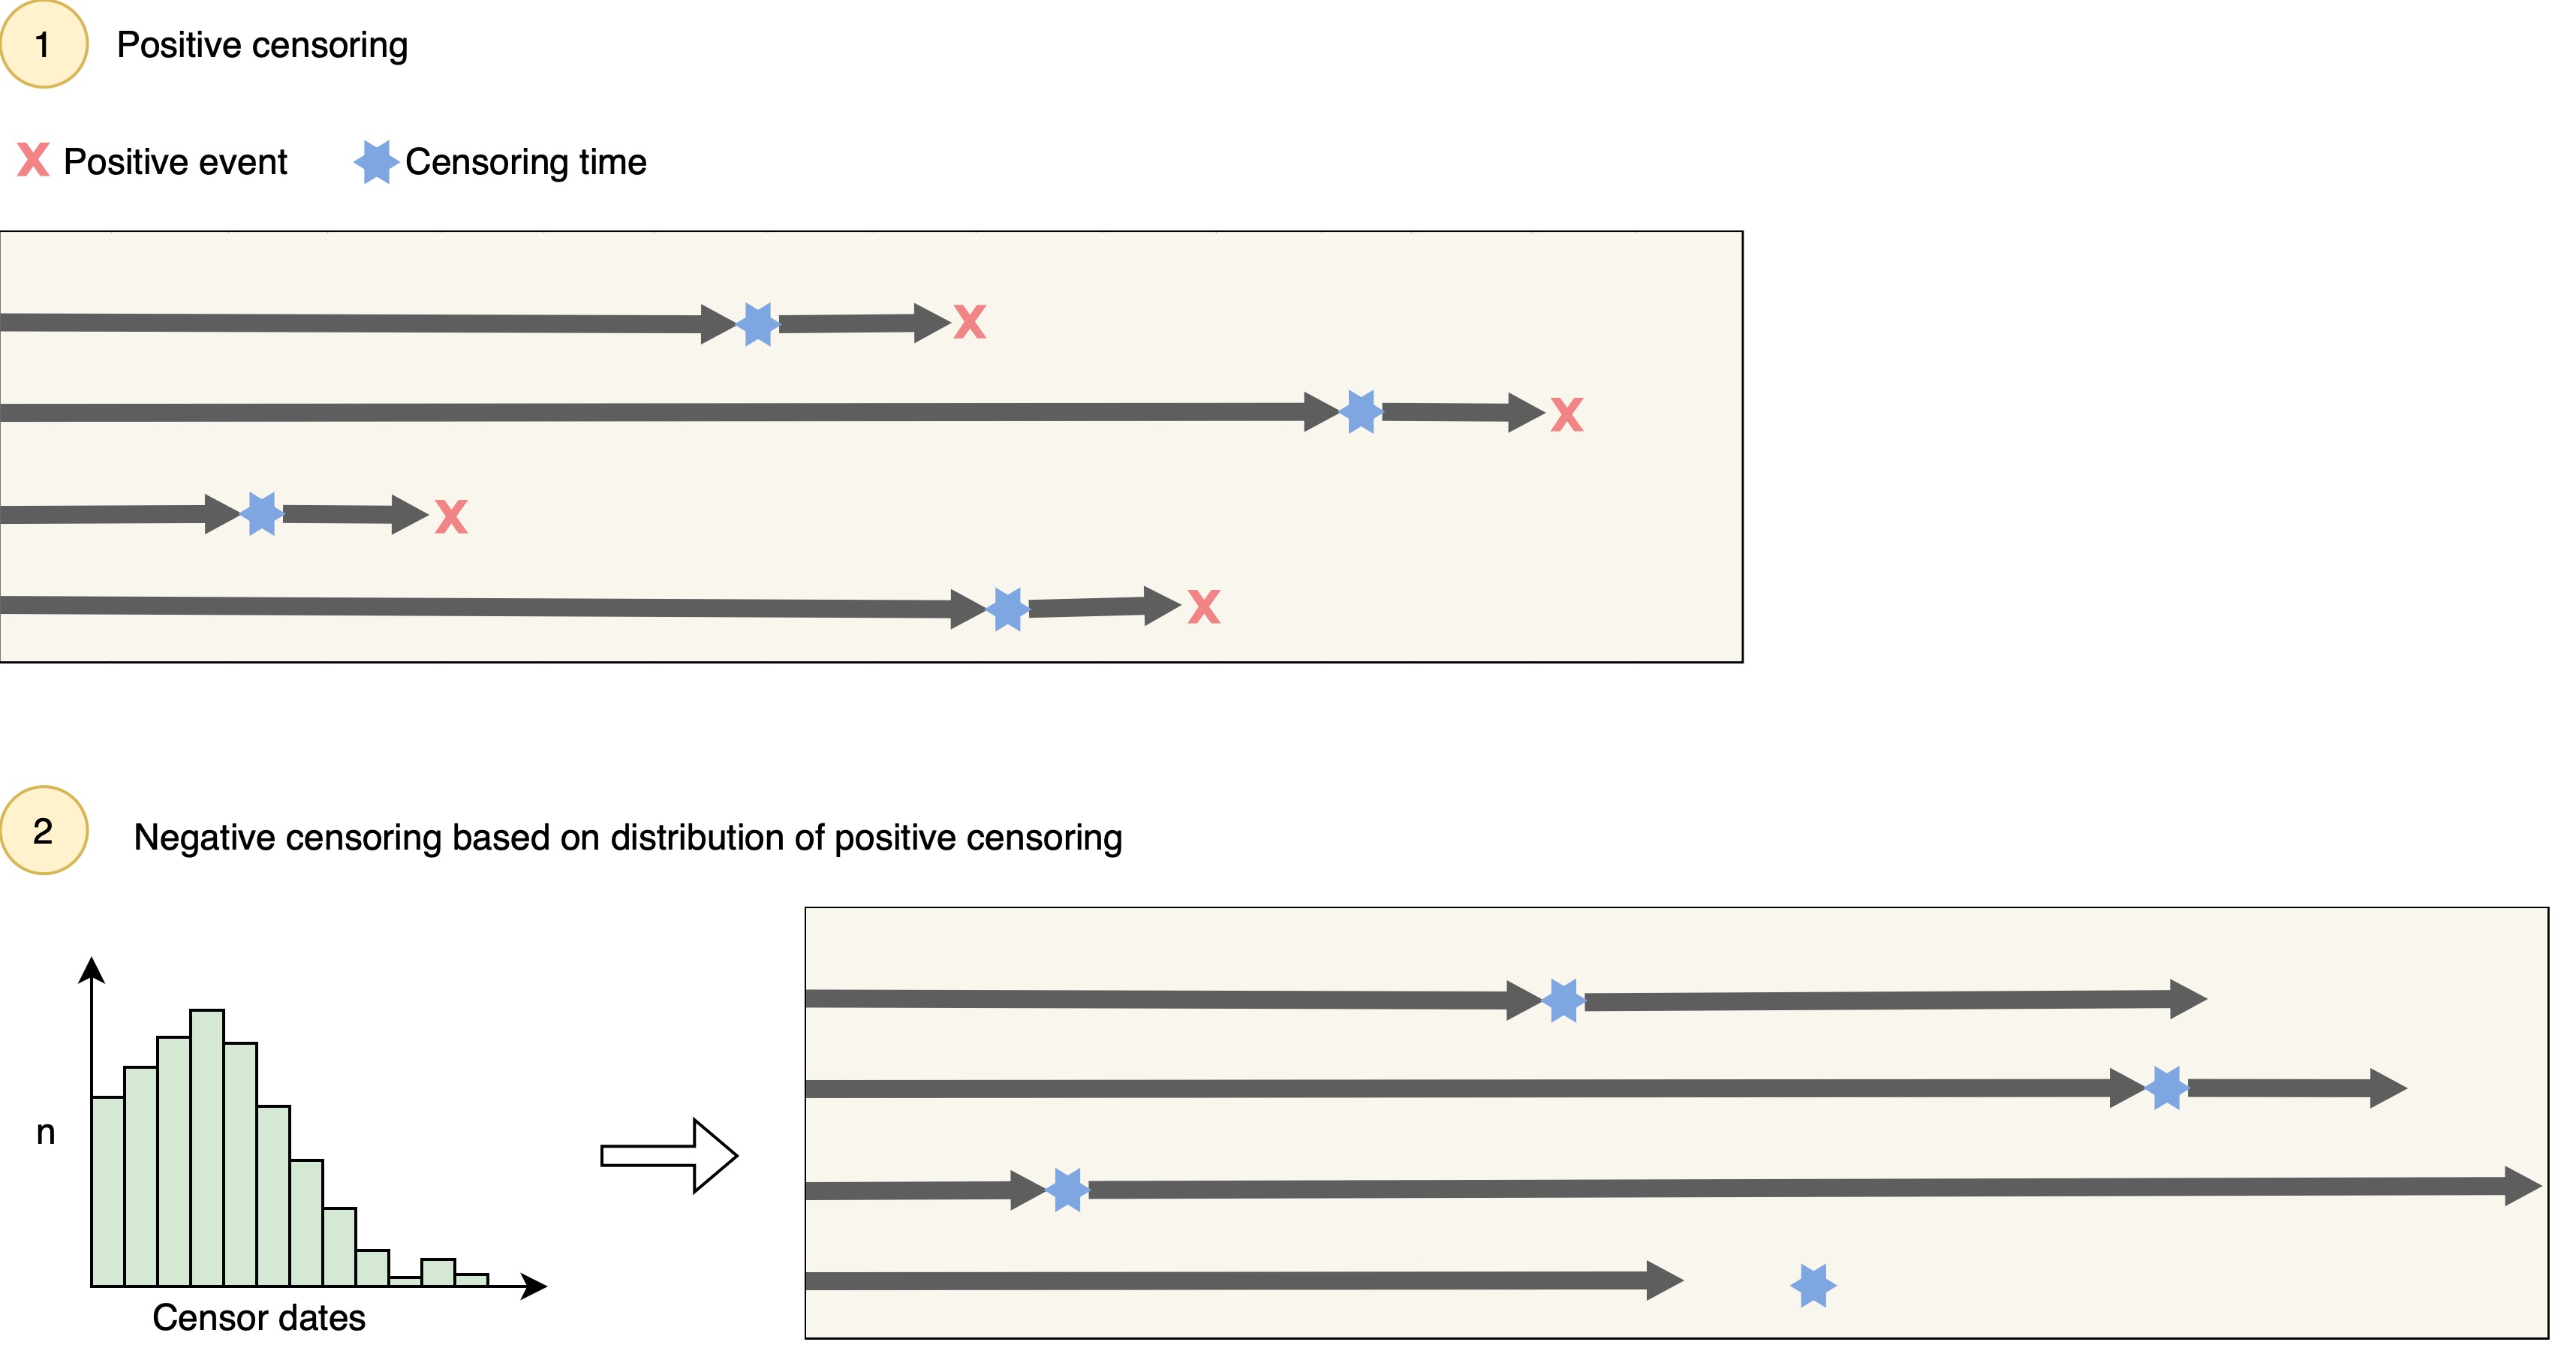 1 Positive censoring
X Positive event Censoring time
X
X
X
X
2 Negative censoring based on distribution of positive censoring
n
Censor dates